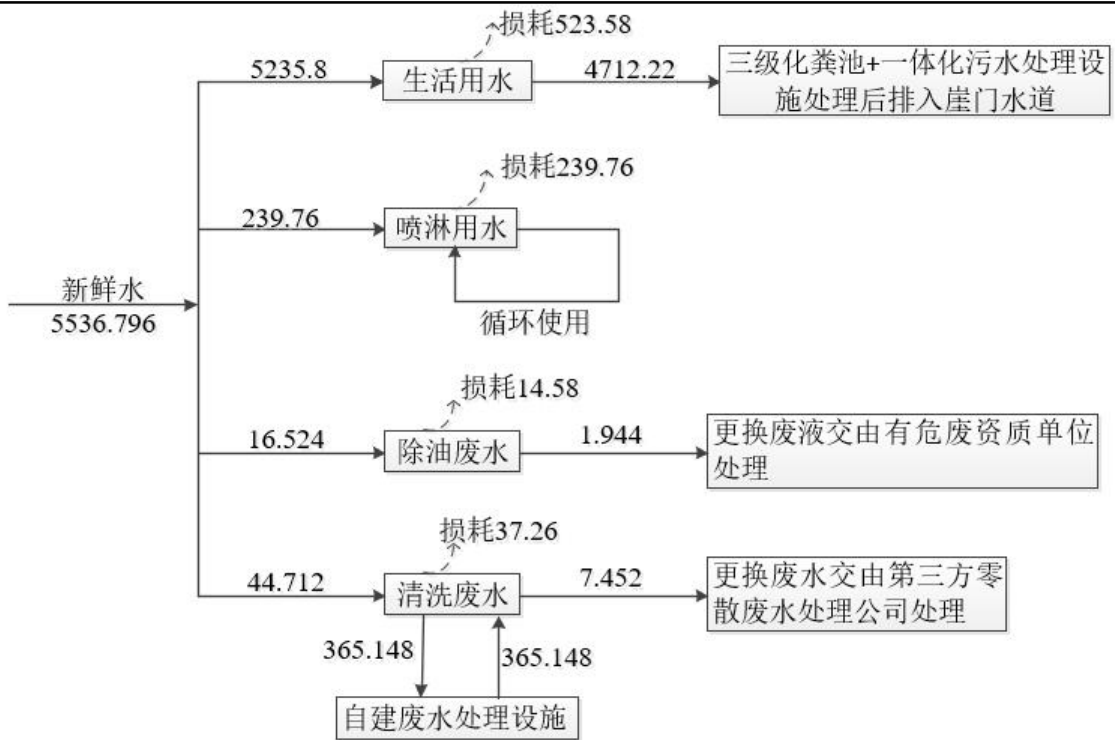 损耗523.58
5235.8
生活用水
4712.22
三级化粪池+一体化污水处理设
施处理后排入崖门水道
损耗239.76
239.76
喷淋用水
循环使用
新鲜水
5536.796
损耗14.58
16.524
除油废水
1.944
更换废液交由有危废资质单位
处理
损耗37.26
44.712
清洗废水
7.452
更换废水交由第三方零
散废水处理公司处理
365.148
365.148
自建废水处理设施